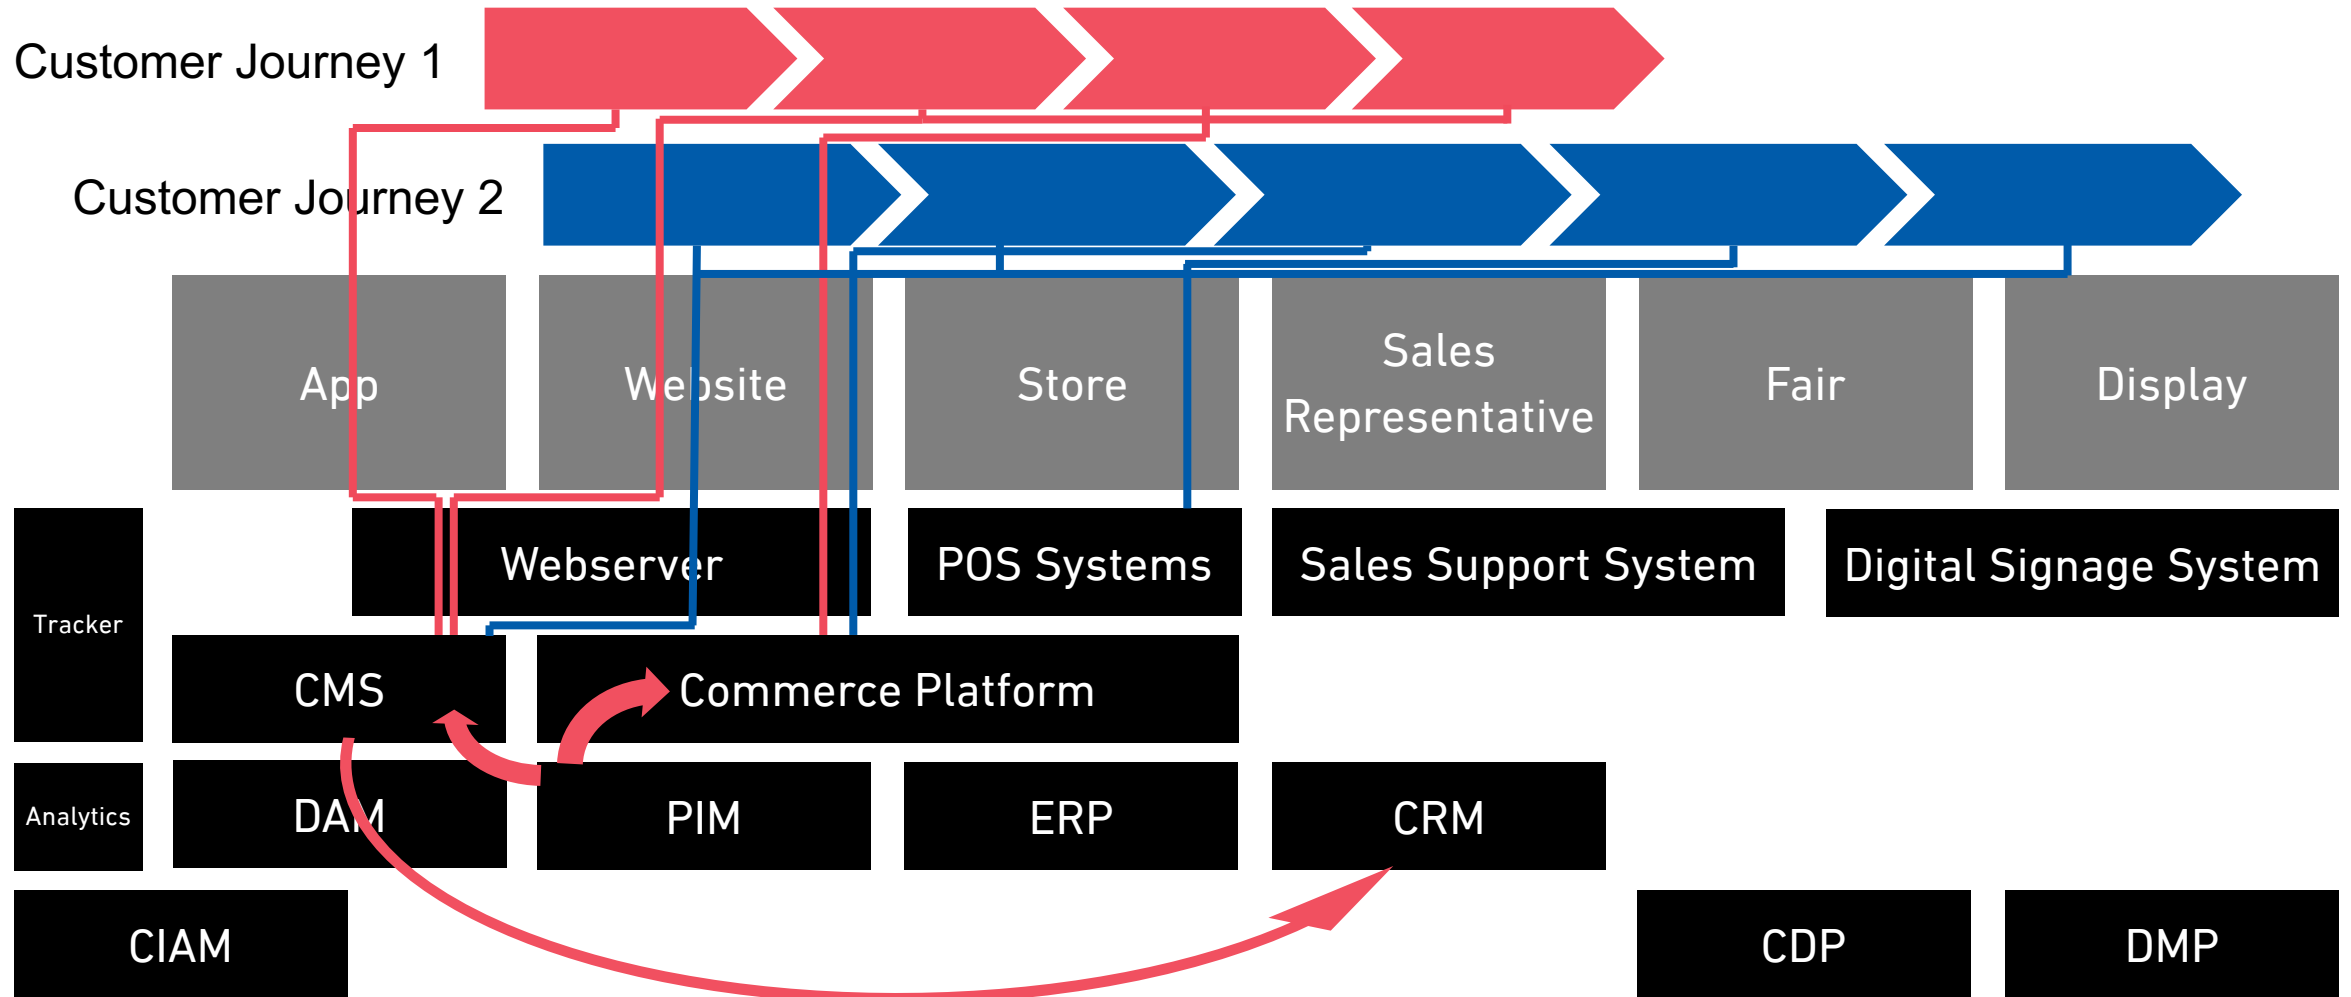 Customer Journey 1
Customer Journey 2
App
Website
Store
Sales
Representative
Fair
Display
Tracker
Webserver
POS Systems
Sales Support System
Digital Signage System
CMS
Commerce Platform
Analytics
DAM
PIM
ERP
CRM
CIAM
CDP
DMP